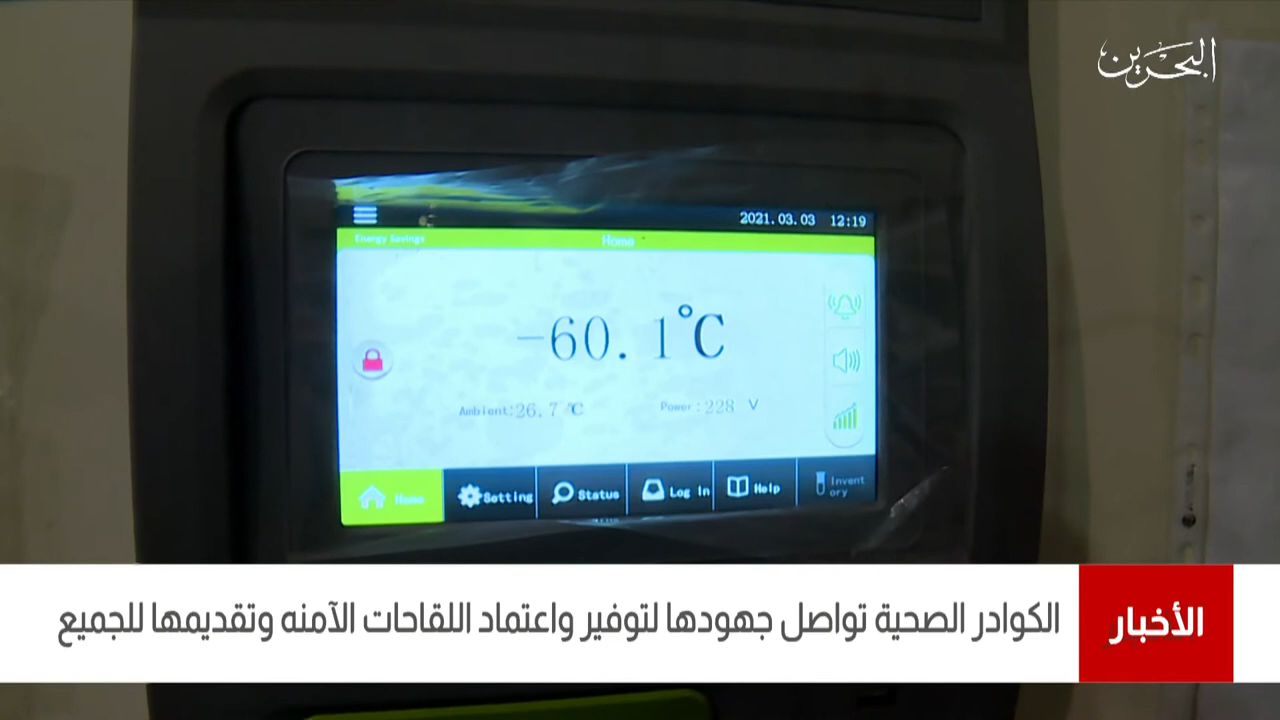 البحرين
2021.03.03 12:19
Energy Savings Home
-60.1℃
Ambient:26.7 ℃ Power:228 V
Home Setting Status Log In Help Invent
ory
الأخبار
الكوادر الصحية تواصل جهودها لتوفير واعتماد اللقاحات الآمنه وتقديمها للجميع